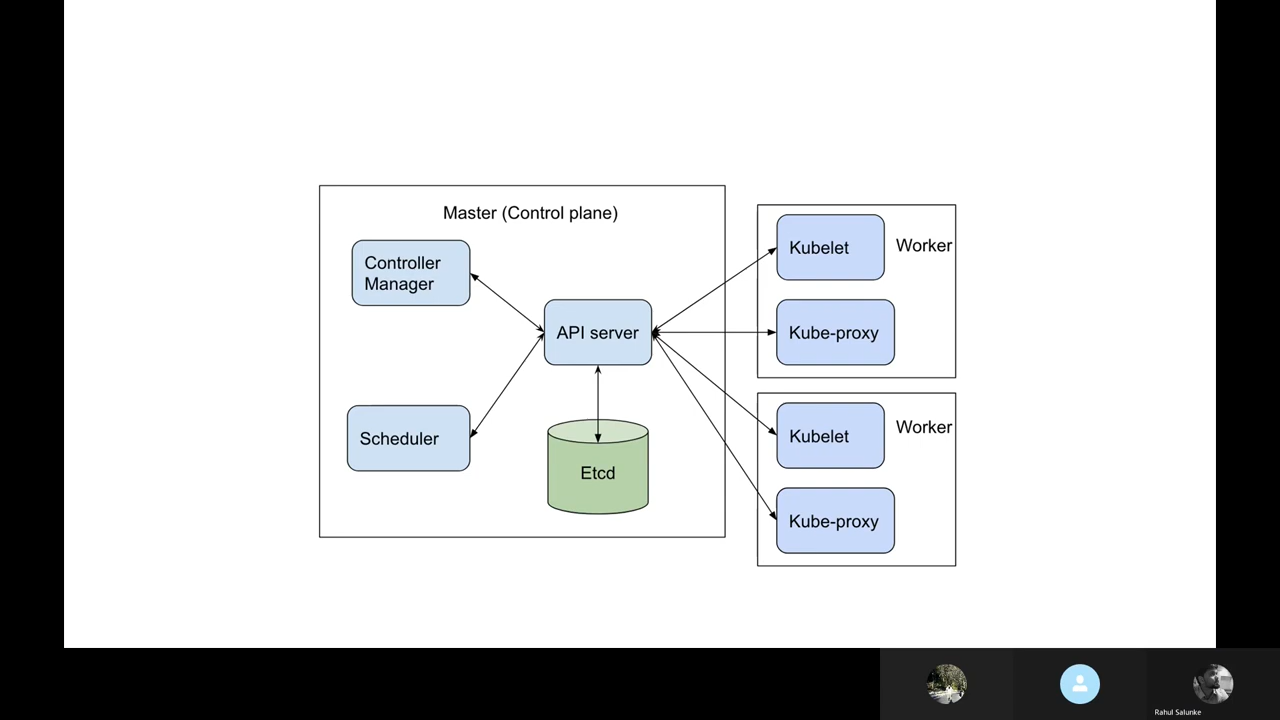 Master (Control plane)
Controller
Manager
API server
Scheduler
Etcd
Kubelet
Worker
Kube-proxy
Kubelet
Worker
Kube-proxy
Rahul Salunke